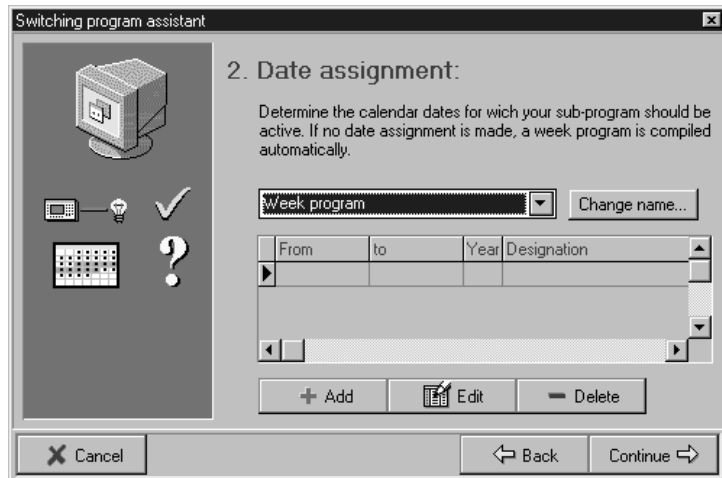 Switching program assistant
2. Date assignment:
Determine the calendar dates for wich your sub-program should be
active. If no date assignment is made, a week program is compiled
automatically.
Week program
Change name...
From to Year Designation
Add Edit Delete
Cancel Back Continue